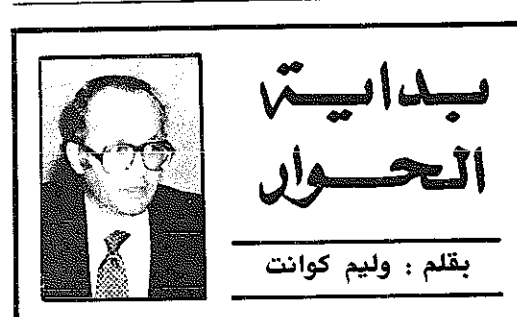 بداية
الحوار
بقلم : وليم كوانت